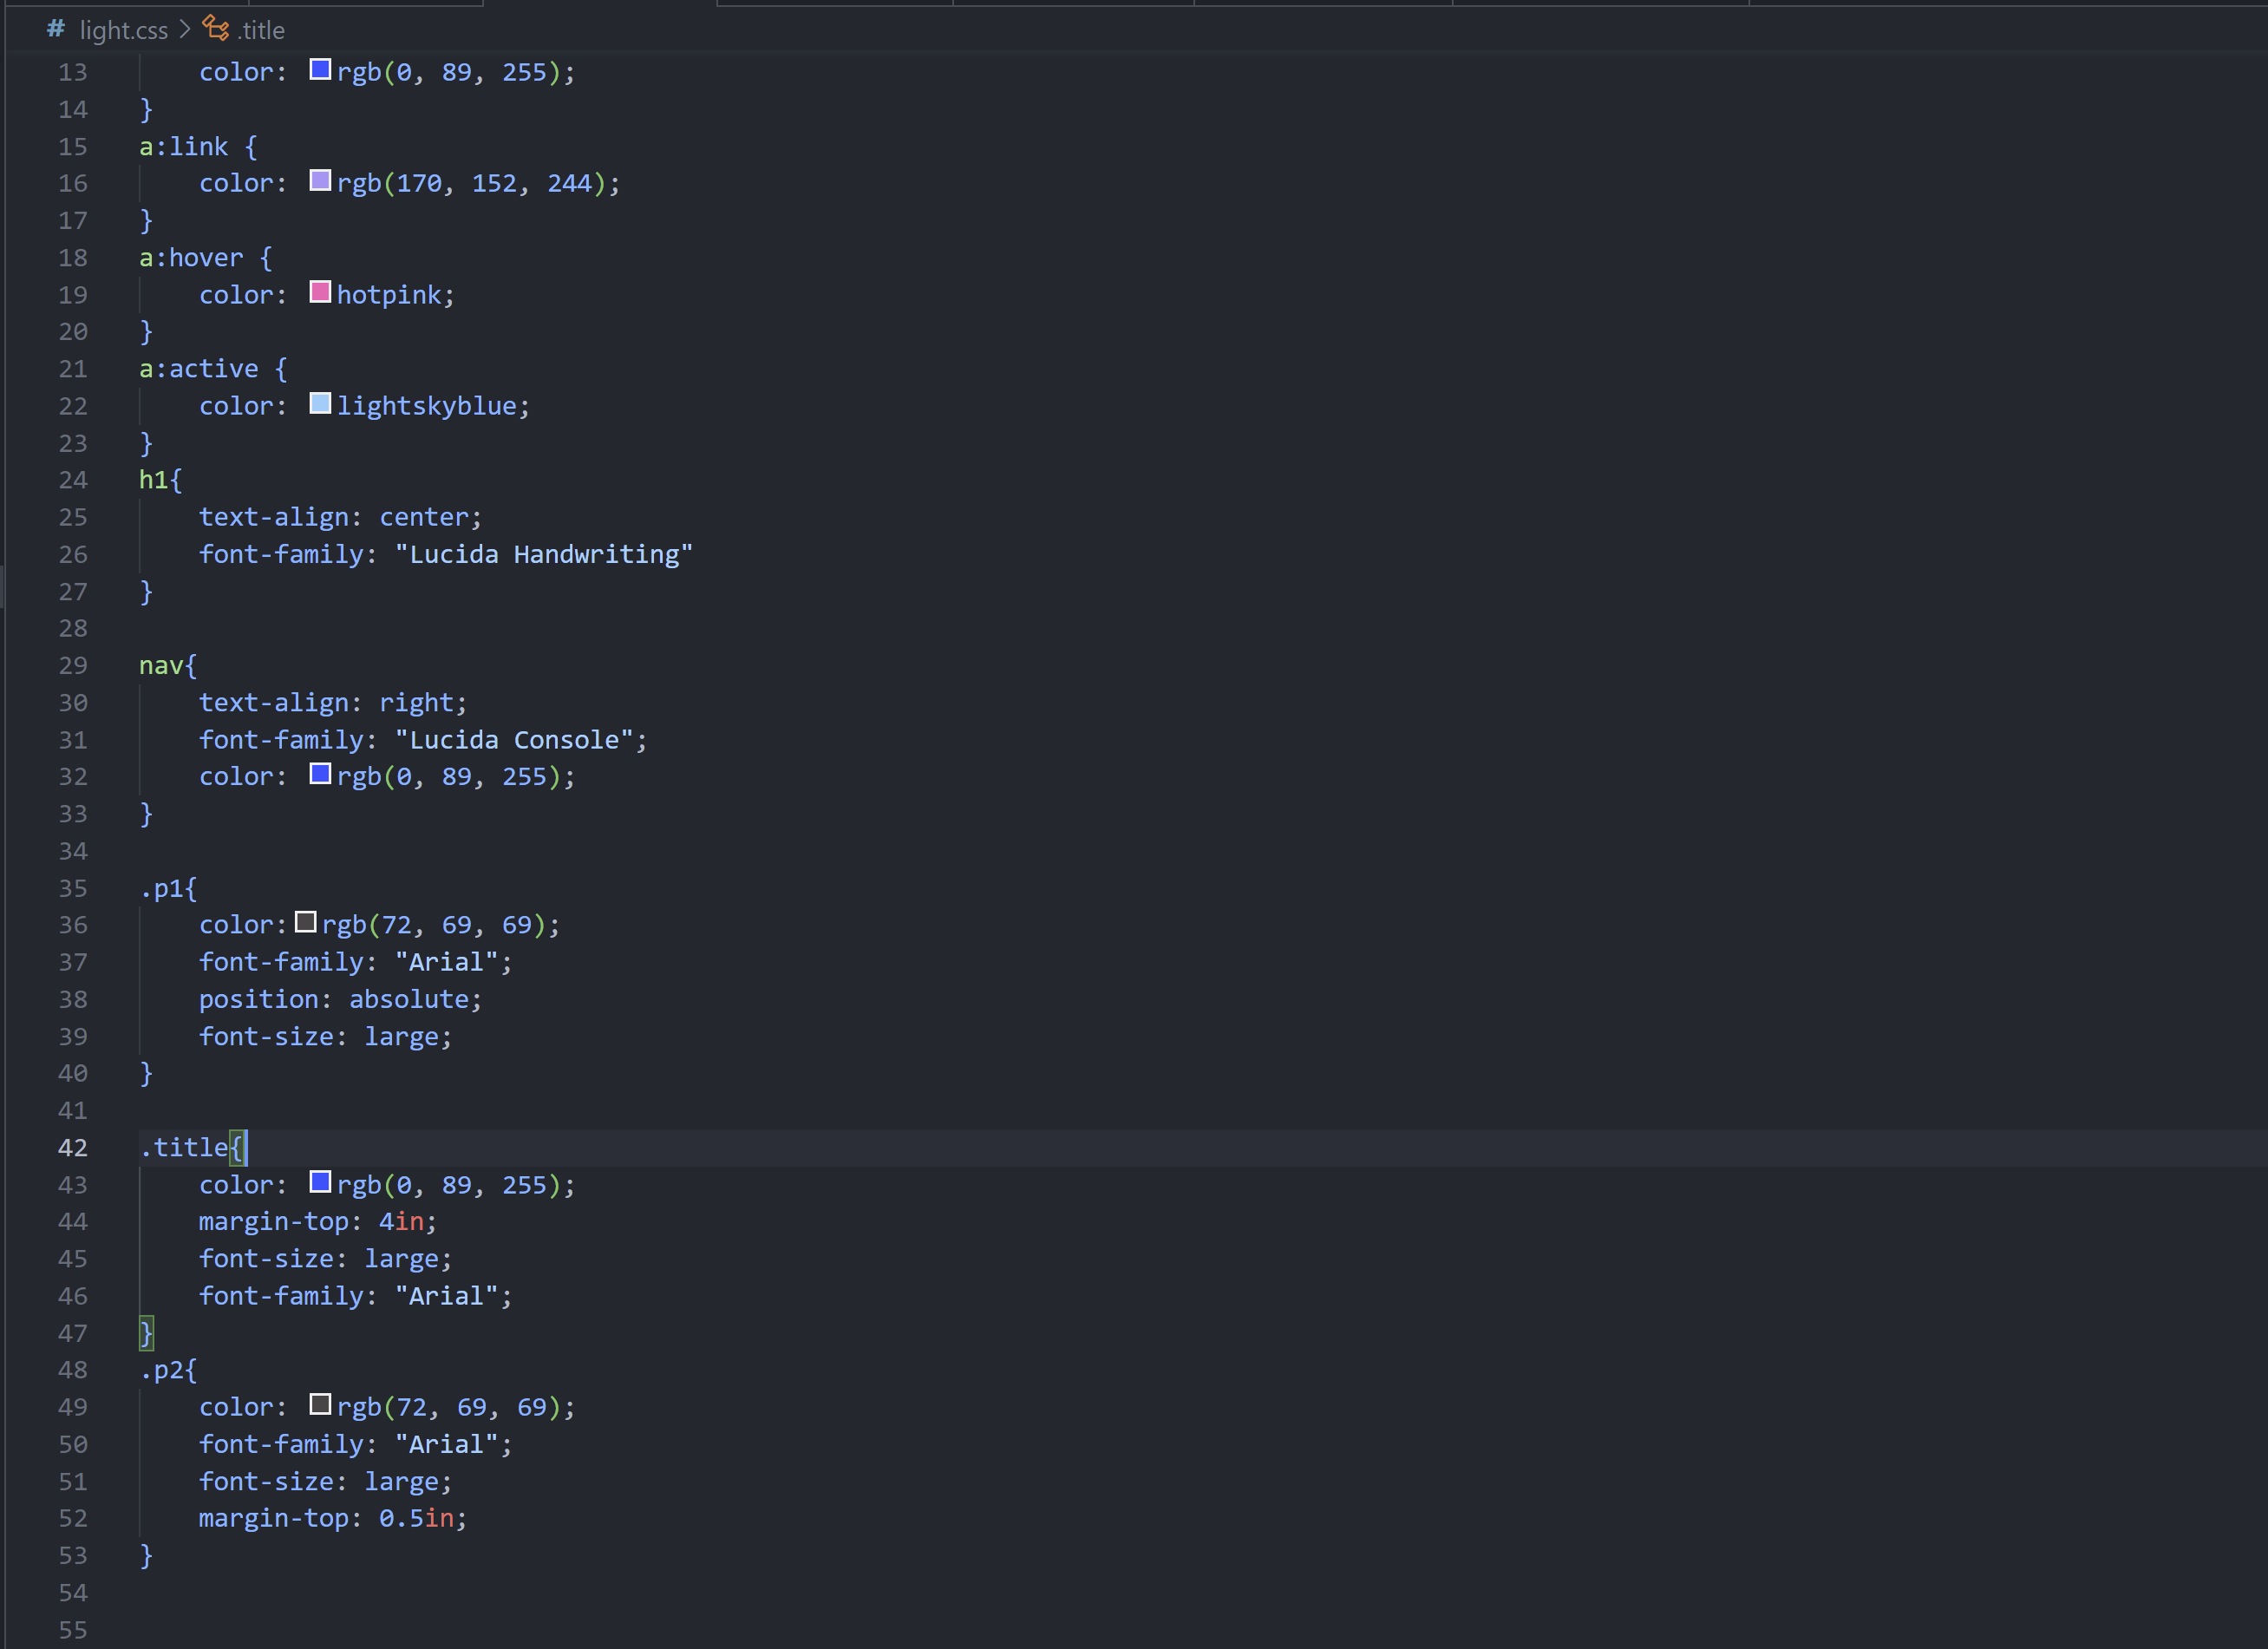 # light.css > .title
13 color: rgb(0, 89, 255);
14 }
15 a:link {
16 color: rgb(170, 152, 244);
17 }
18 a:hover {
19 color: hotpink;
20 }
21 a:active {
22 color: lightskyblue;
23 }
24 h1{
25 text-align: center;
26 font-family: "Lucida Handwriting"
27 }
28
29 nav{
30 text-align: right;
31 font-family: "Lucida Console";
32 color: rgb(0, 89, 255);
33 }
34
35 .p1{
36 color: rgb(72, 69, 69);
37 font-family: "Arial";
38 position: absolute;
39 font-size: large;
40 }
41
42 .title{
43 color: rgb(0, 89, 255);
44 margin-top: 4in;
45 font-size: large;
46 font-family: "Arial";
47 }
48 .p2{
49 color: rgb(72, 69, 69);
50 font-family: "Arial";
51 font-size: large;
52 margin-top: 0.5in;
53 }
54
55